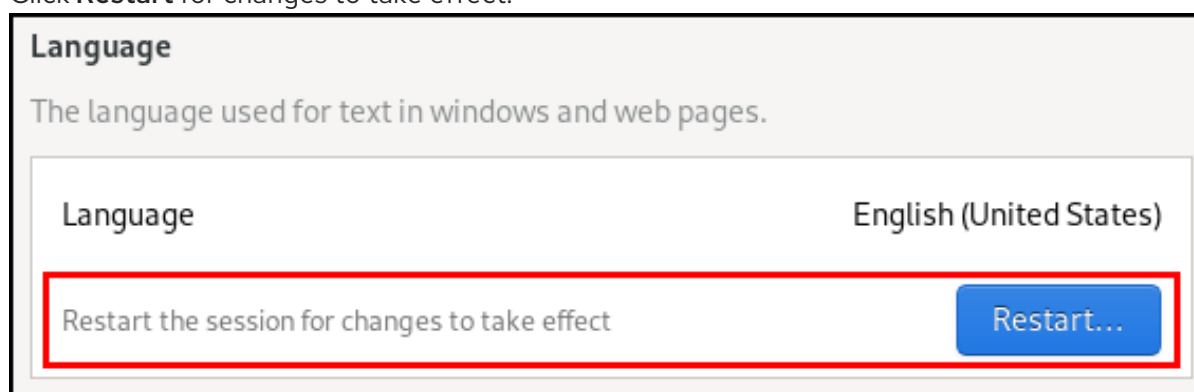 Click Restart for changes to take effect.
Language
The language used for text in windows and web pages.
Language English (United States)
Restart the session for changes to take effect Restart...